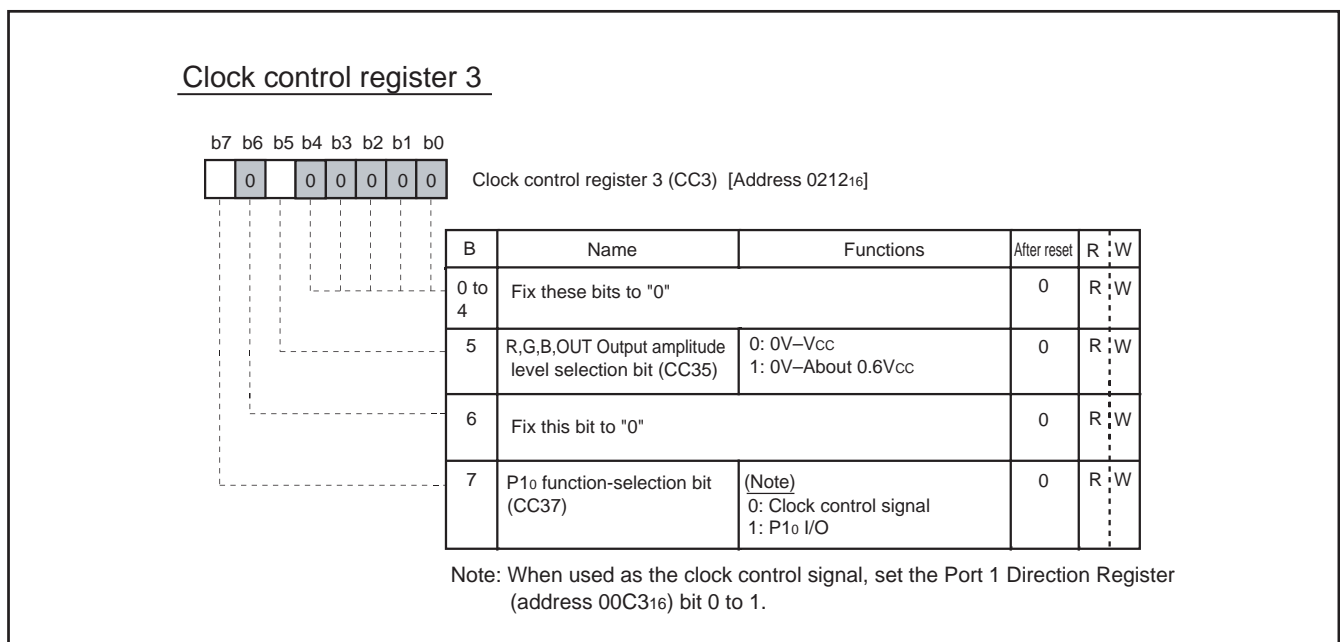 Clock control register 3
b7 b6 b5 b4 b3 b2 b1 b0
0 0 0 0 0 0
Clock control register 3 (CC3) [Address 021216]
B Name Functions After reset R W
0 to 4 Fix these bits to "0" 0 R W
5 R,G,B,OUT Output amplitude level selection bit (CC35) 0: 0V–VCC 1: 0V–About 0.6VCC 0 R W
6 Fix this bit to "0" 0 R W
7 P10 function-selection bit (CC37) (Note) 0: Clock control signal 1: P10 I/O 0 R W
Note: When used as the clock control signal, set the Port 1 Direction Register
(address 00C316) bit 0 to 1.